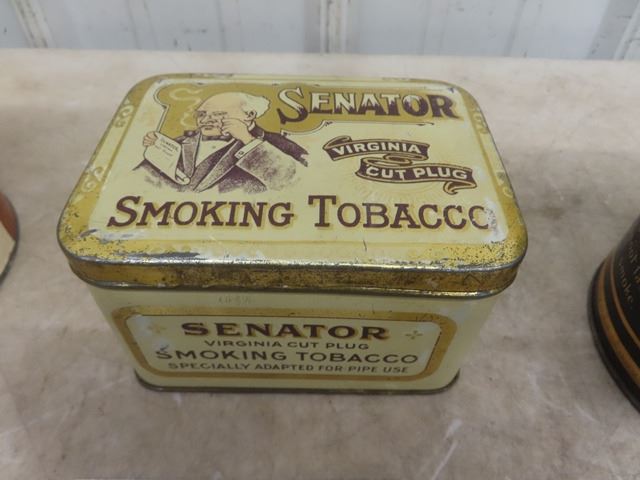 SENATOR
VIRGINIA
CUT PLUG
SMOKING TOBACCO
SENATOR
VIRGINIA CUT PLUG
SMOKING TOBACCO
SPECIALLY ADAPTED FOR PIPE USE